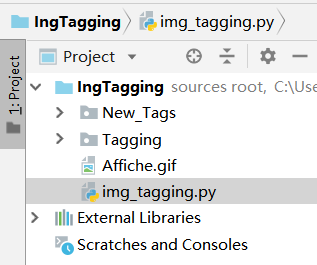 IngTagging img_tagging.py
Project
1: Project
IngTagging sources root, C:\Use
New_Tags
Tagging
Affiche.gif
img_tagging.py
External Libraries
Scratches and Consoles